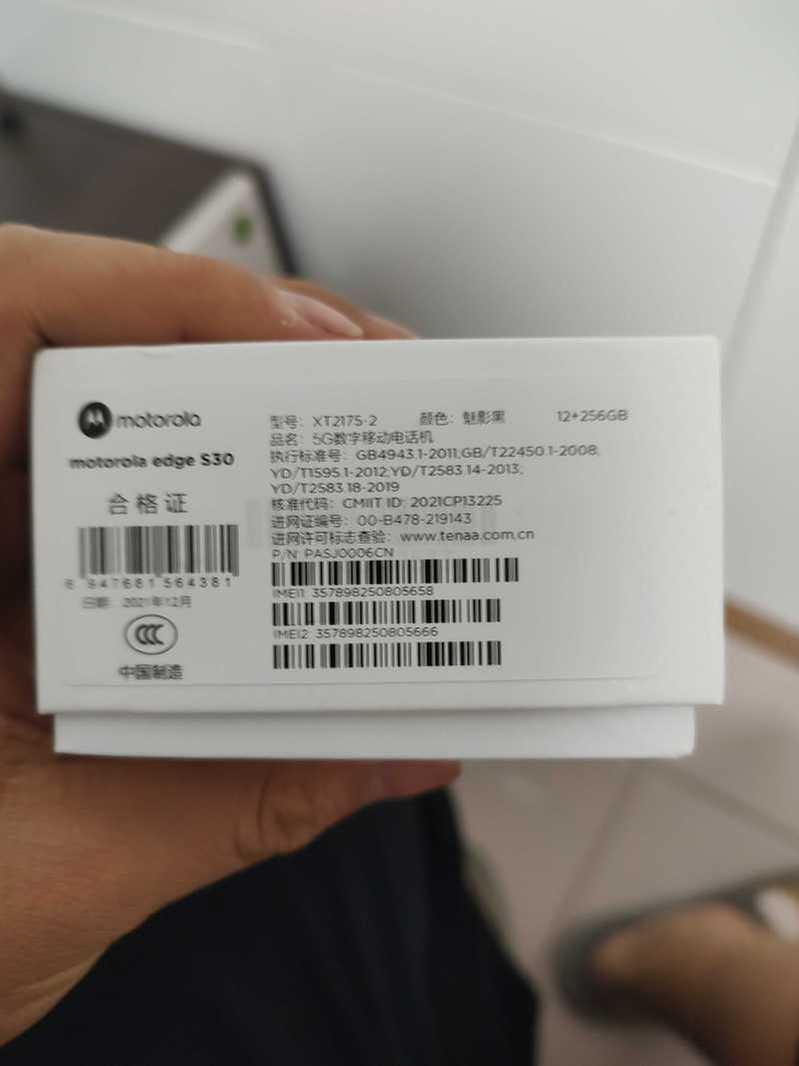 motorola
motorola edge S30
合格证
6 947681 564381
日期: 2021年12月
中国制造
型号: XT2175-2 颜色: 魅影黑 12+256GB
品名: 5G数字移动电话机
执行标准号: GB4943.1-2011;GB/T22450.1-2008;
YD/T1595.1-2012;YD/T2583.14-2013;
YD/T2583.18-2019
核准代码: CMIIT ID: 2021CP13225
进网证编号: 00-B478-219143
进网许可标志查验: www.tenaa.com.cn
P/N: PASJ0006CN
IMEI1: 357898250805658
IMEI2: 357898250805666